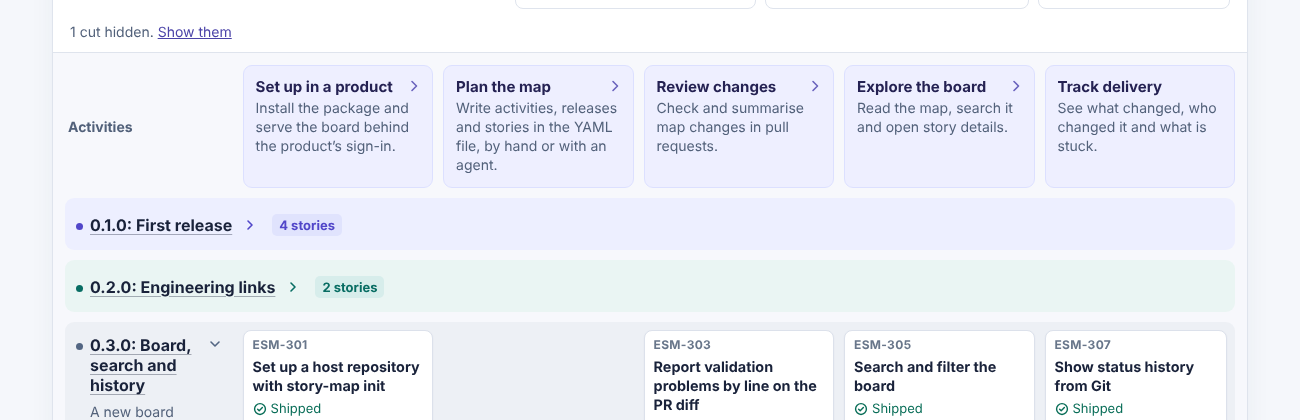 1 cut hidden. Show them
Activities
Set up in a product
Install the package and
serve the board behind
the product’s sign-in.
Plan the map
Write activities, releases
and stories in the YAML
file, by hand or with an
agent.
Review changes
Check and summarise
map changes in pull
requests.
Explore the board
Read the map, search it
and open story details.
Track delivery
See what changed, who
changed it and what is
stuck.
0.1.0: First release
4 stories
0.2.0: Engineering links
2 stories
0.3.0: Board,
search and
history
A new board
ESM-301
Set up a host repository
with story-map init
Shipped
ESM-303
Report validation
problems by line on the
PR diff
ESM-305
Search and filter the
board
Shipped
ESM-307
Show status history
from Git
Shipped